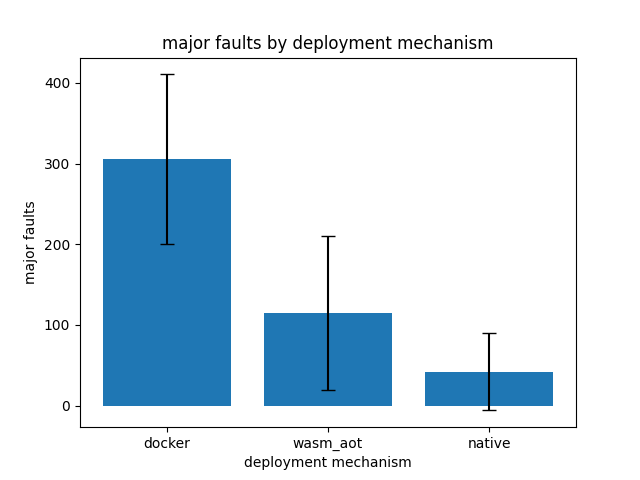 major faults by deployment mechanism
400
300
200
100
0
major faults
docker
wasm_aot
native
deployment mechanism